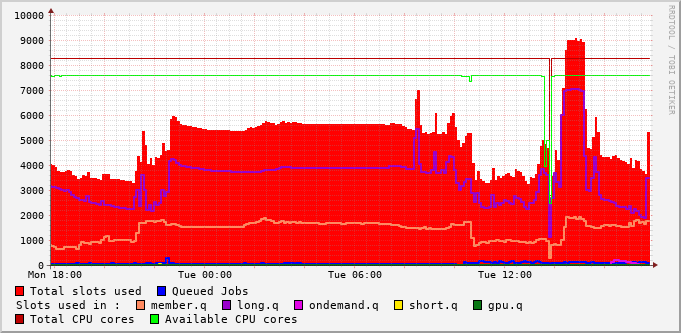 10000
9000
8000
7000
6000
5000
4000
3000
2000
1000
0
Mon 18:00 Tue 00:00 Tue 06:00 Tue 12:00
Total slots used Queued Jobs
Slots used in : member.q long.q ondemand.q short.q gpu.q
Total CPU cores Available CPU cores
RRDTOOL / TOBI OETIKER